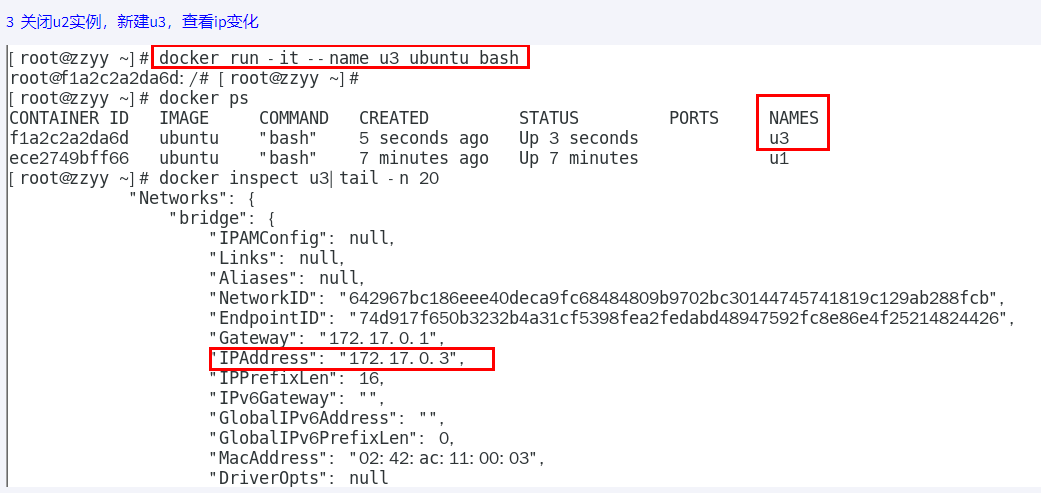 3 关闭u2实例，新建u3，查看ip变化
[root@zzyy ~]# docker run -it --name u3 ubuntu bash
root@f1a2c2a2da6d:/# [root@zzyy ~]#
[root@zzyy ~]# docker ps
CONTAINER ID   IMAGE     COMMAND   CREATED         STATUS         PORTS     NAMES
f1a2c2a2da6d   ubuntu    "bash"    5 seconds ago   Up 3 seconds             u3
ece2749bff66   ubuntu    "bash"    7 minutes ago   Up 7 minutes             u1
[root@zzyy ~]# docker inspect u3|tail -n 20
            "Networks": {
                "bridge": {
                    "IPAMConfig": null,
                    "Links": null,
                    "Aliases": null,
                    "NetworkID": "642967bc186eee40deca9fc68484809b9702bc30144745741819c129ab288fcb",
                    "EndpointID": "74d917f650b3232b4a31cf5398fea2fedabd48947592fc8e86e4f25214824426",
                    "Gateway": "172.17.0.1",
                    "IPAddress": "172.17.0.3",
                    "IPPrefixLen": 16,
                    "IPv6Gateway": "",
                    "GlobalIPv6Address": "",
                    "GlobalIPv6PrefixLen": 0,
                    "MacAddress": "02:42:ac:11:00:03",
                    "DriverOpts": null